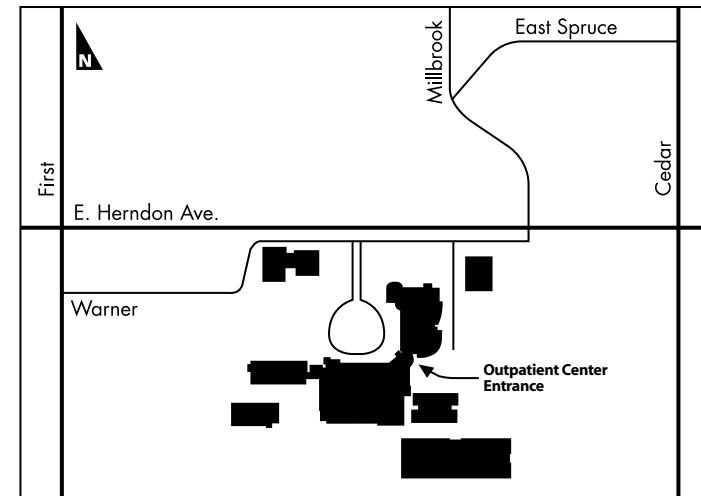 East Spruce
Millbrook
N
First
Cedar
E. Herndon Ave.
Warner
Outpatient Center
Entrance